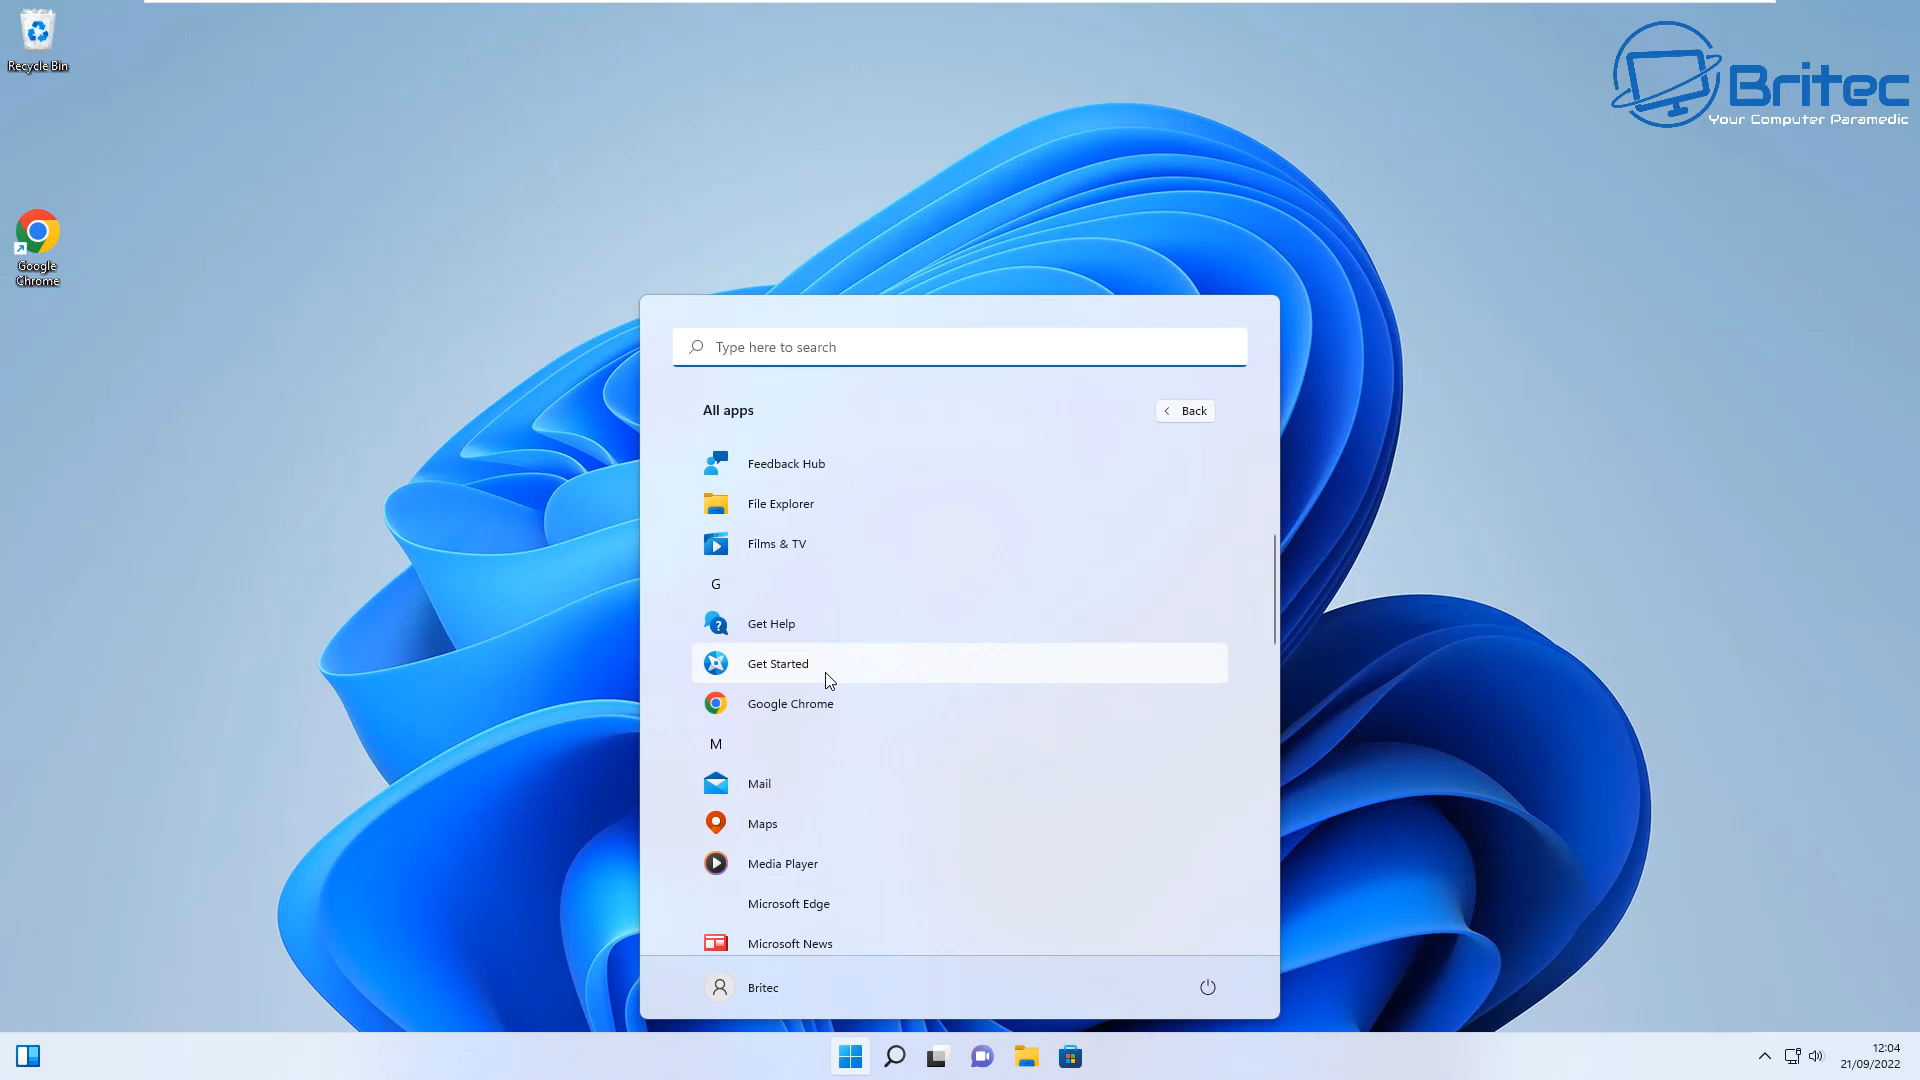 Recycle Bin
Britec
Your Computer Paramedic
Google
Chrome
Type here to search
All apps
Back
Feedback Hub
File Explorer
Films & TV
G
Get Help
Get Started
Google Chrome
M
Mail
Maps
Media Player
Microsoft Edge
Microsoft News
Britec
12:04
21/09/2022